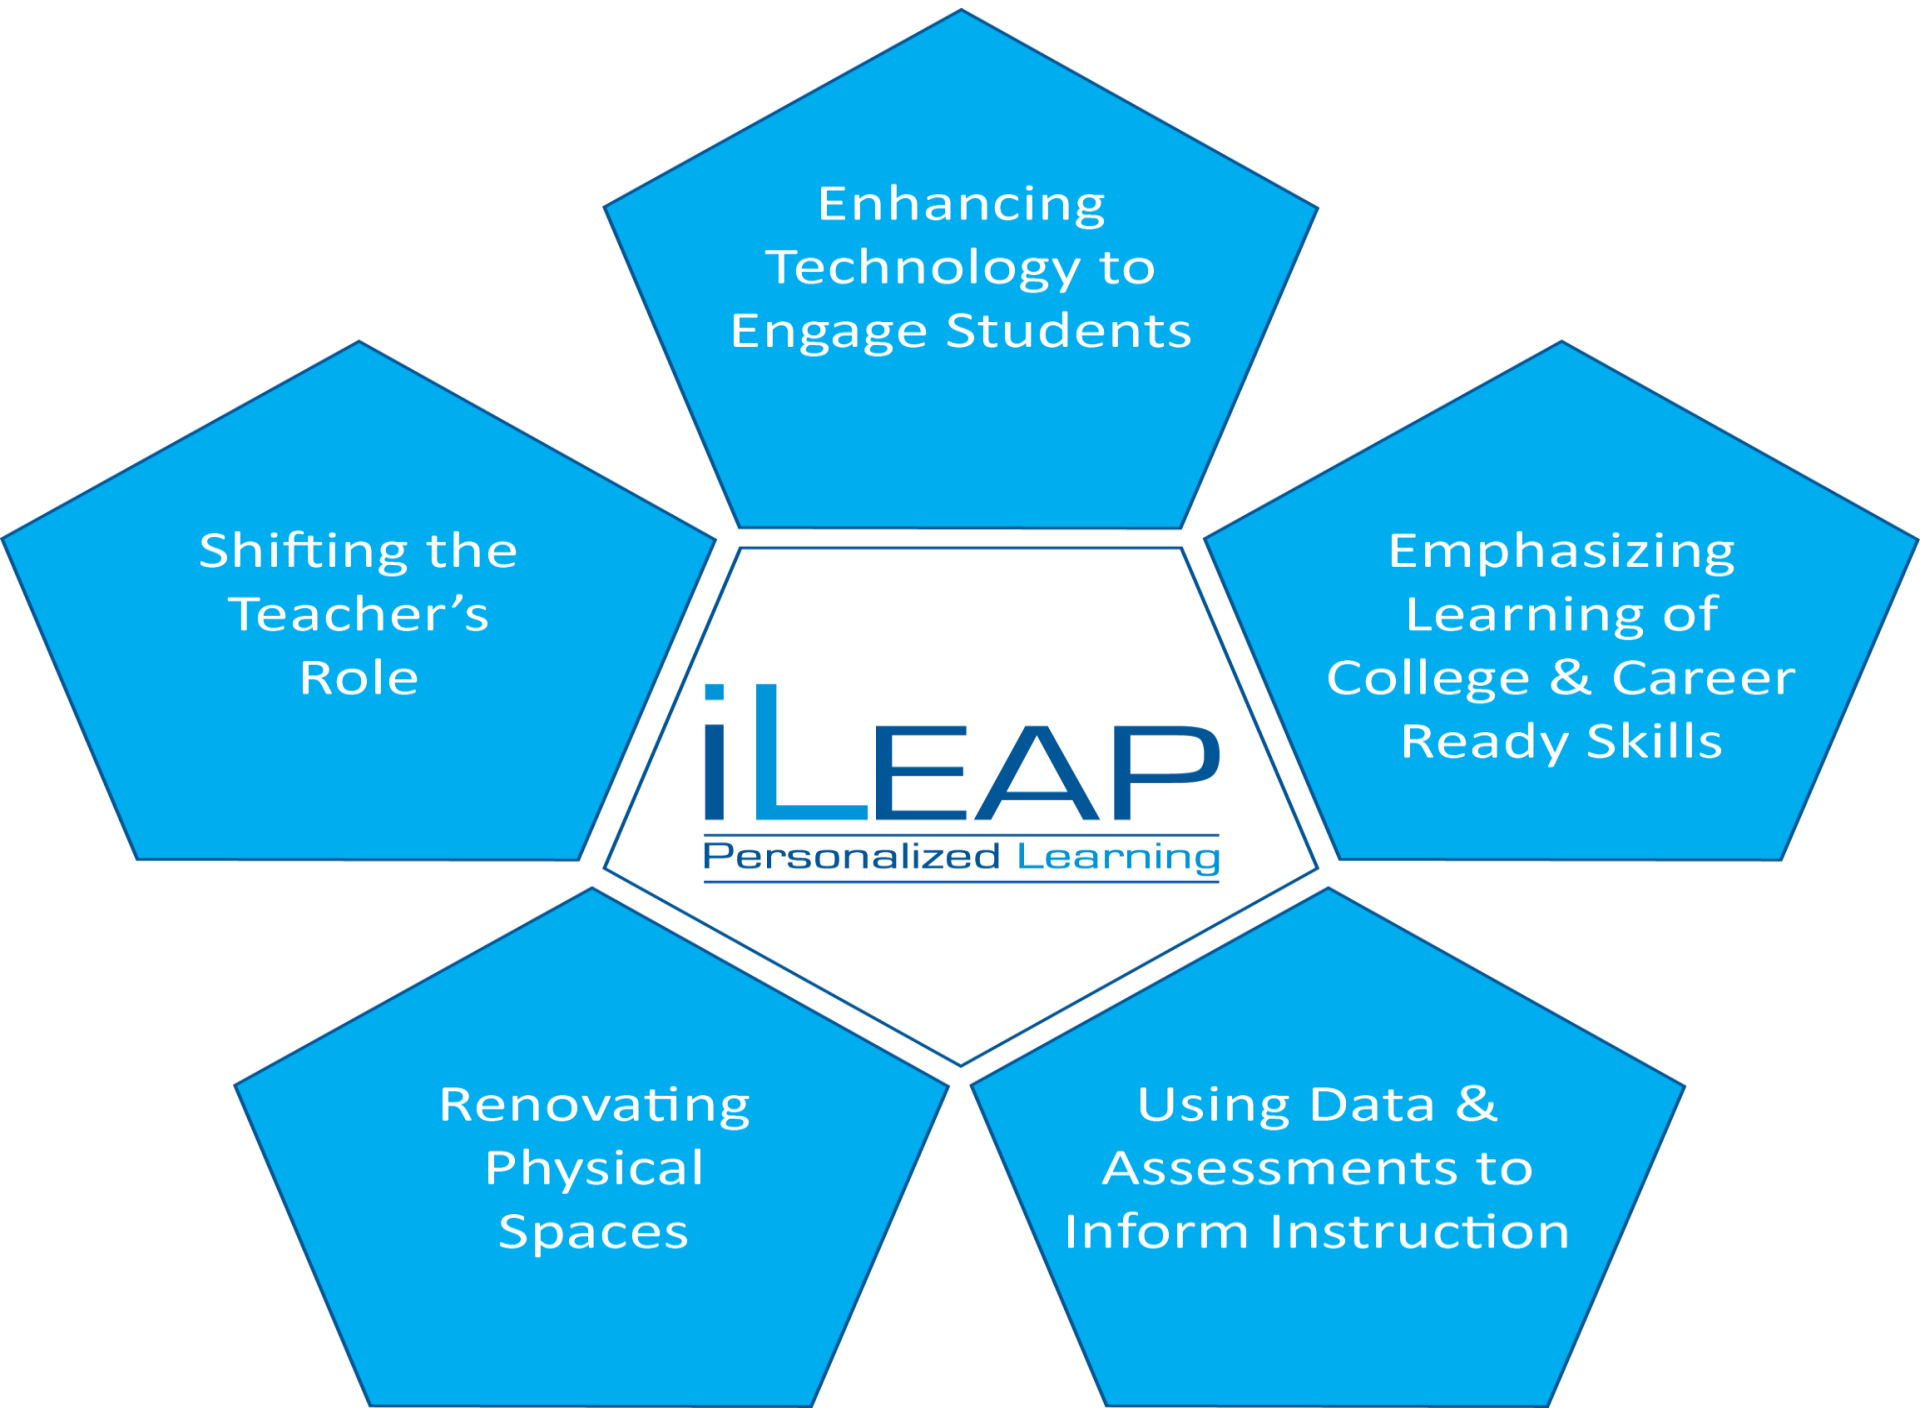 Enhancing
Technology to
Engage Students
Shifting the
Teacher’s
Role
Emphasizing
Learning of
College & Career
Ready Skills
iLEAP
Personalized Learning
Renovating
Physical
Spaces
Using Data &
Assessments to
Inform Instruction